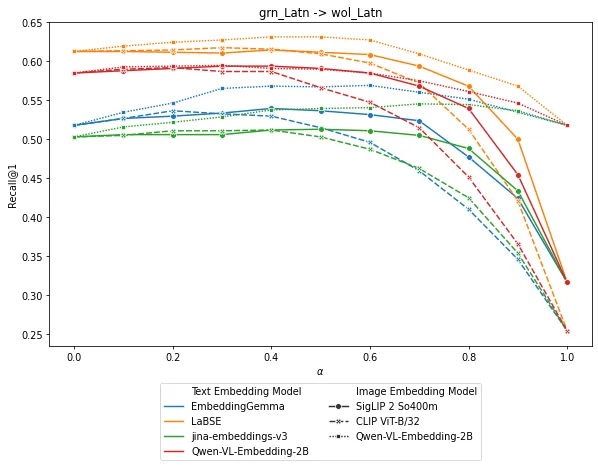 grn_Latn -> wol_Latn
Recall@1
0.65
0.60
0.55
0.50
0.45
0.40
0.35
0.30
0.25
0.0
0.2
0.4
0.6
0.8
1.0
α
Text Embedding Model
EmbeddingGemma
LaBSE
jina-embeddings-v3
Qwen-VL-Embedding-2B
Image Embedding Model
SigLIP 2 So400m
CLIP ViT-B/32
Qwen-VL-Embedding-2B